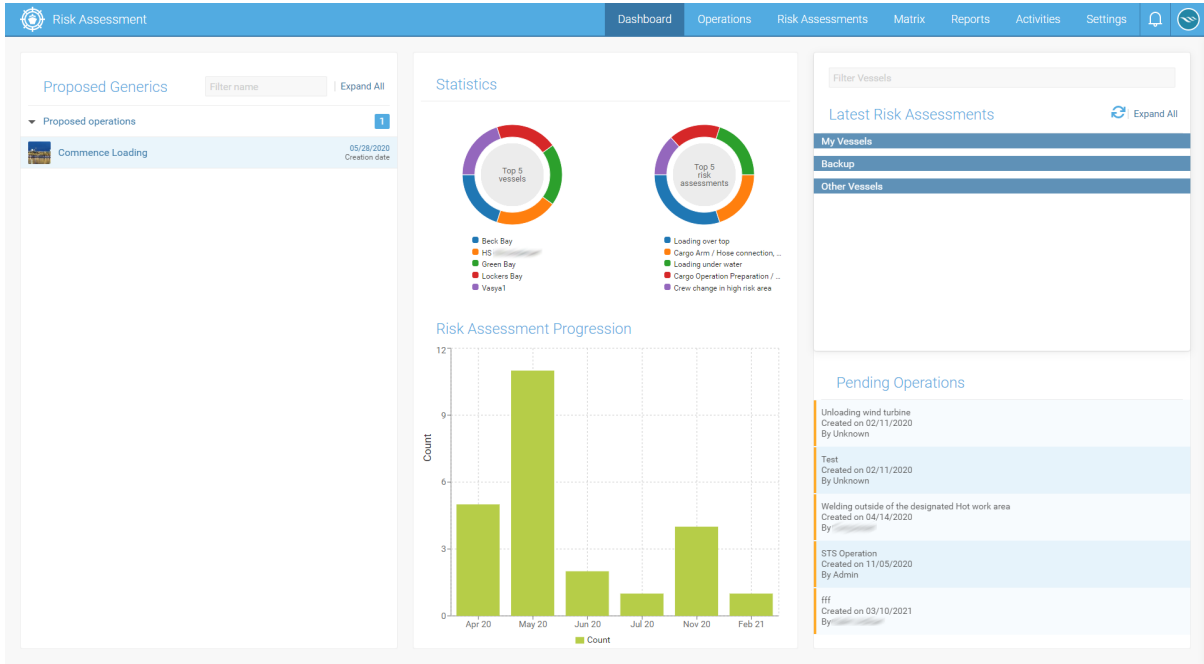 Risk Assessment
Dashboard
Operations
Risk Assessments
Matrix
Reports
Activities
Settings
Proposed Generics
Filter name
Expand All
Proposed operations
1
Commence Loading
05/28/2020
Creation date
Statistics
Top 5
vessels
Beck Bay
HS
Green Bay
Lockers Bay
Vasya1
Top 5
risk
assessments
Loading over top
Cargo Arm / Hose connection, ...
Loading under water
Cargo Operation Preparation / ...
Crew change in high risk area
Risk Assessment Progression
12
9
6
3
0
Count
Apr 20
May 20
Jun 20
Jul 20
Nov 20
Feb 21
Count
Filter Vessels
Latest Risk Assessments
Expand All
My Vessels
Backup
Other Vessels
Pending Operations
Unloading wind turbine
Created on 02/11/2020
By Unknown
Test
Created on 02/11/2020
By Unknown
Welding outside of the designated Hot work area
Created on 04/14/2020
By
STS Operation
Created on 11/05/2020
By Admin
fff
Created on 03/10/2021
By